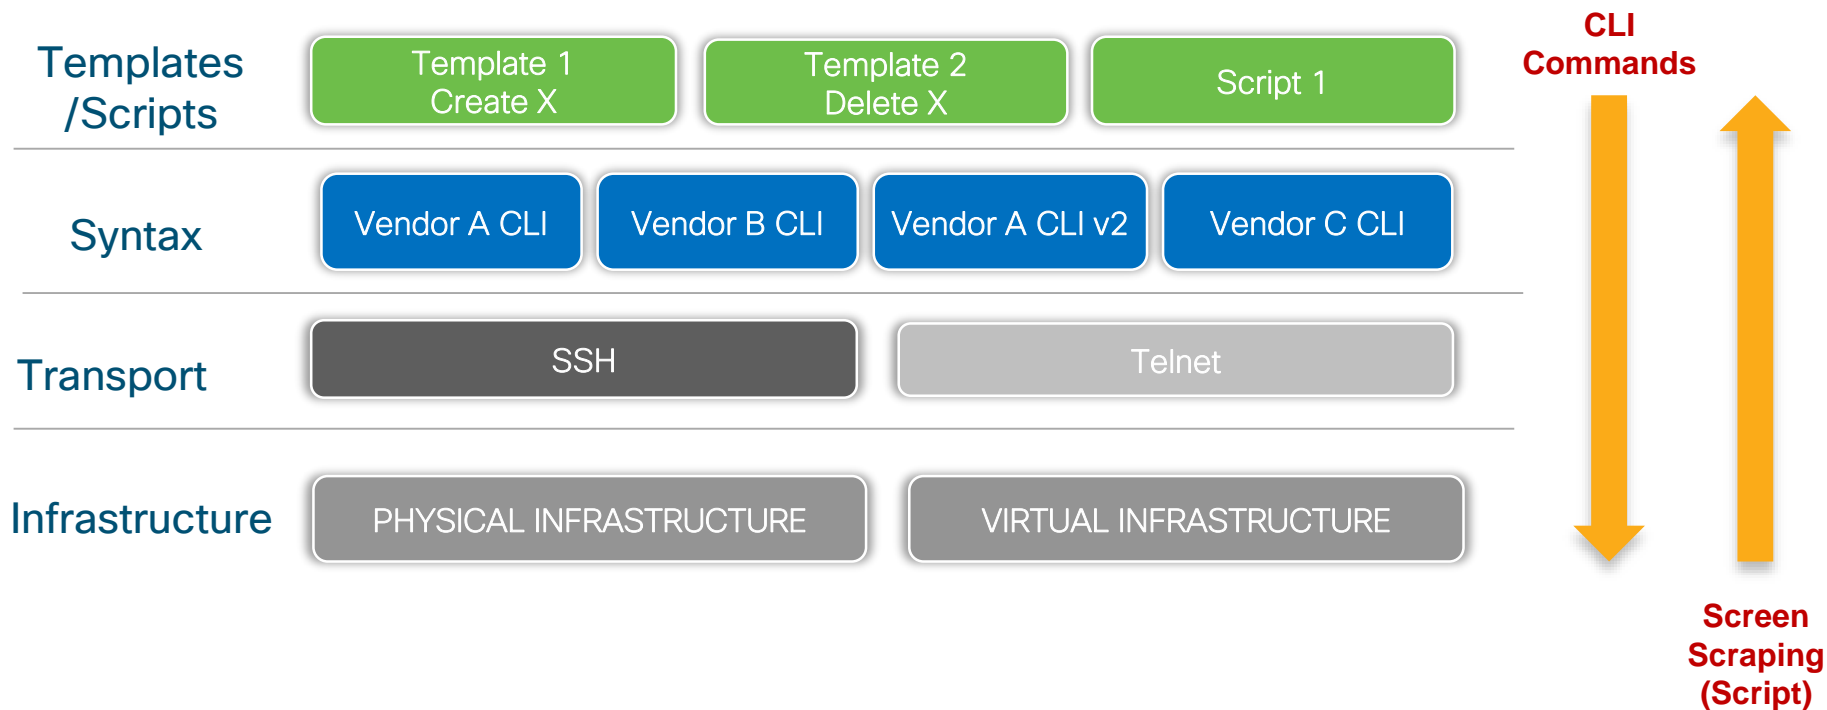 Templates
/Scripts
Template 1
Create X
Template 2
Delete X
Script 1
CLI
Commands
Syntax
Vendor A CLI
Vendor B CLI
Vendor A CLI v2
Vendor C CLI
Transport
SSH
Telnet
Infrastructure
PHYSICAL INFRASTRUCTURE
VIRTUAL INFRASTRUCTURE
Screen
Scraping
(Script)